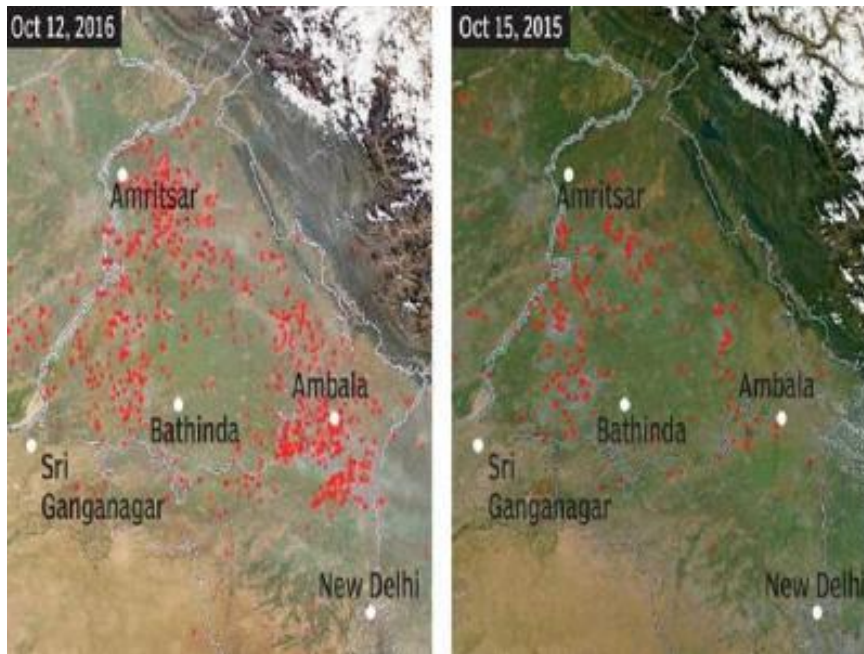 Oct 12, 2016
Amritsar
Ambala
Bathinda
Sri
Ganganagar
New Delhi
Oct 15, 2015
Amritsar
Ambala
Bathinda
Sri
Ganganagar
New Delhi